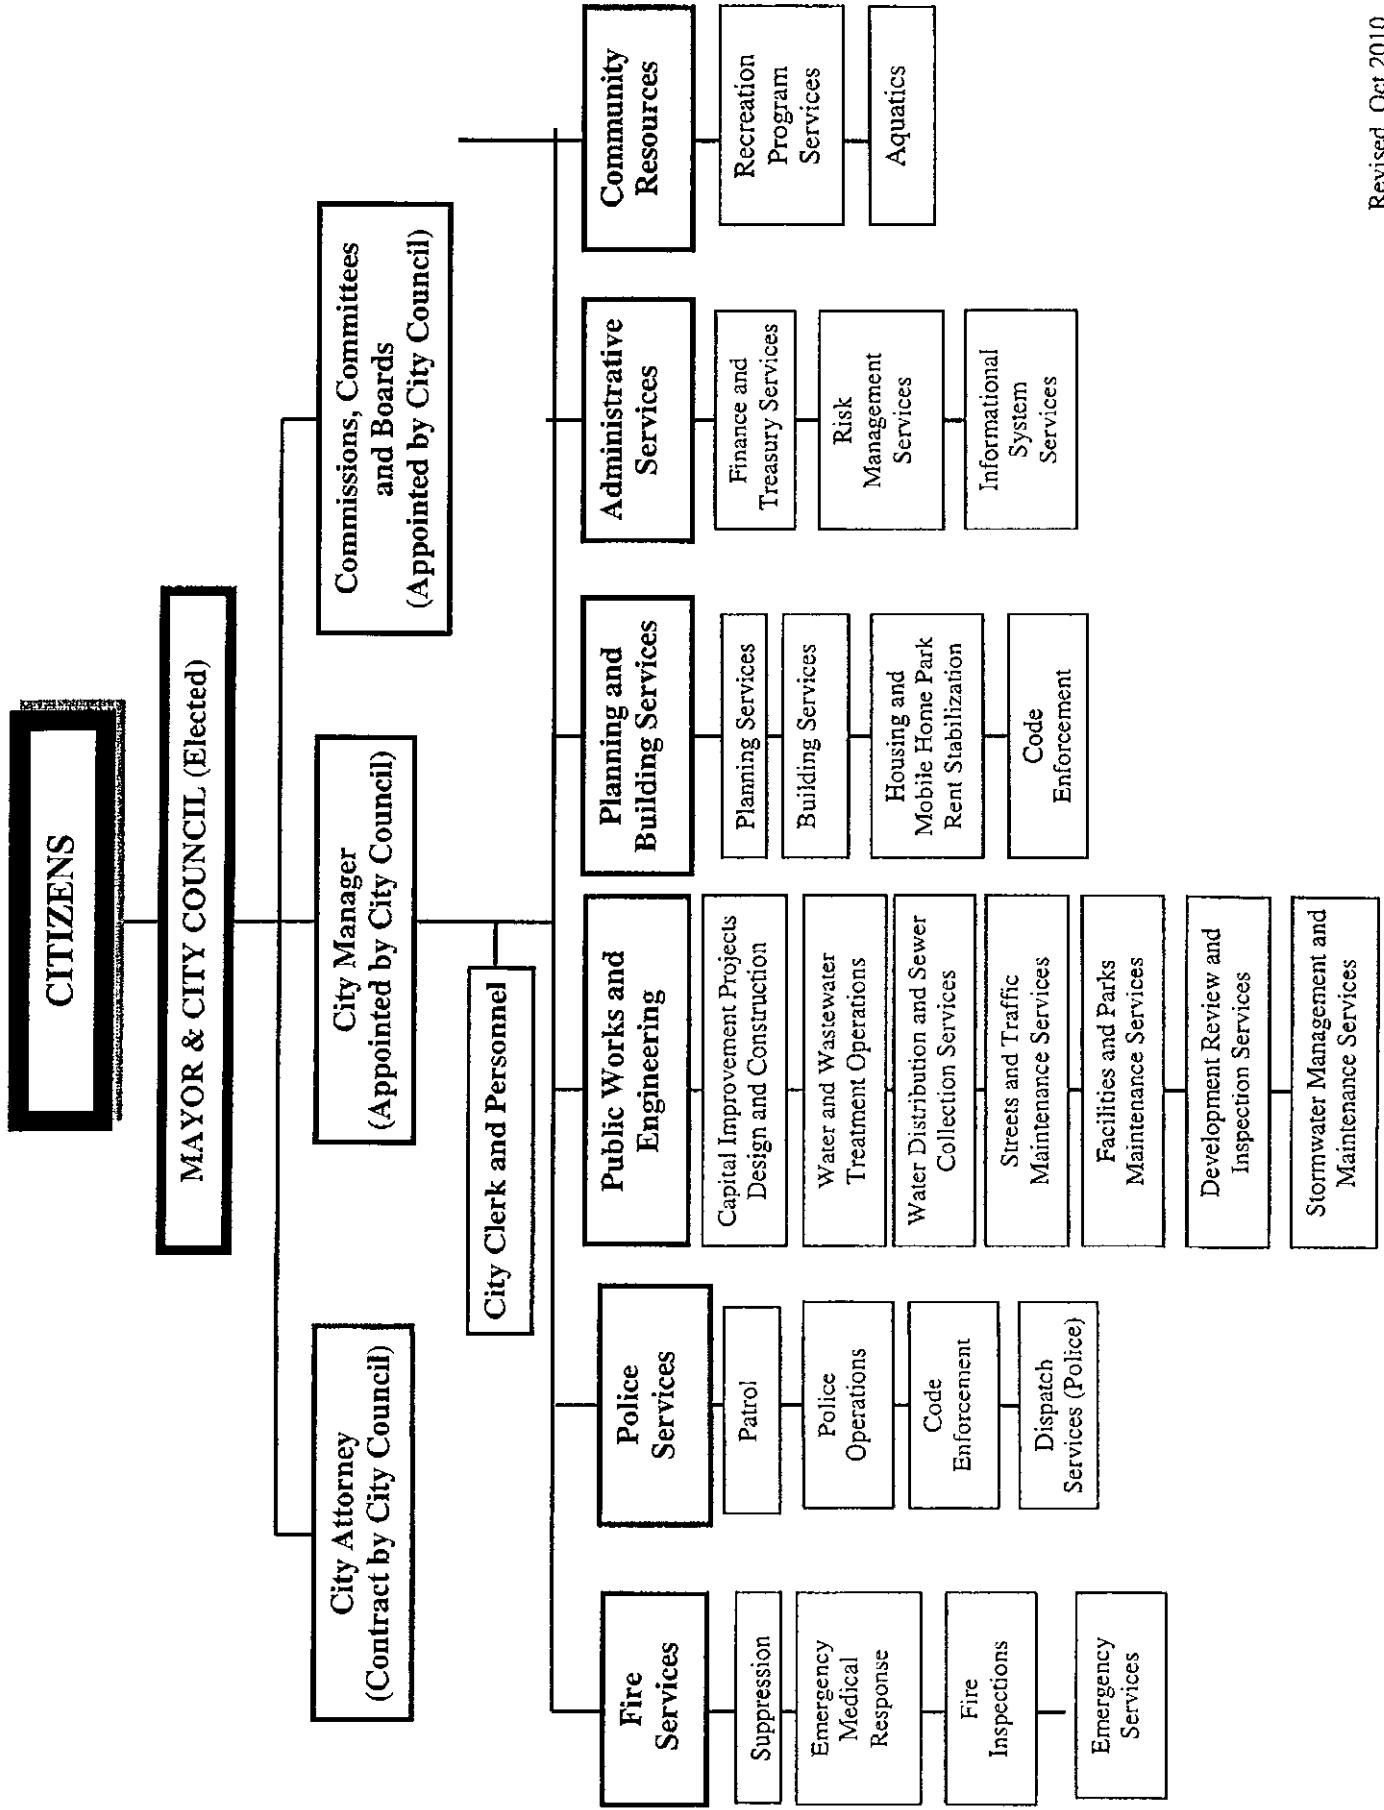 CITIZENS
MAYOR & CITY COUNCIL (Elected)
City Attorney
(Contract by City Council)
City Manager
(Appointed by City Council)
Commissions, Committees
and Boards
(Appointed by City Council)
City Clerk and Personnel
Fire
Services
Suppression
Emergency
Medical
Response
Fire
Inspections
Emergency
Services
Police
Services
Patrol
Police
Operations
Code
Enforcement
Dispatch
Services (Police)
Public Works and
Engineering
Capital Improvement Projects
Design and Construction
Water and Wastewater
Treatment Operations
Water Distribution and Sewer
Collection Services
Streets and Traffic
Maintenance Services
Facilities and Parks
Maintenance Services
Development Review and
Inspection Services
Stormwater Management and
Maintenance Services
Planning and
Building Services
Planning Services
Building Services
Housing and
Mobile Home Park
Rent Stabilization
Code
Enforcement
Administrative
Services
Finance and
Treasury Services
Risk
Management
Services
Informational
System
Services
Community
Resources
Recreation
Program
Services
Aquatics
Revised Oct 2010